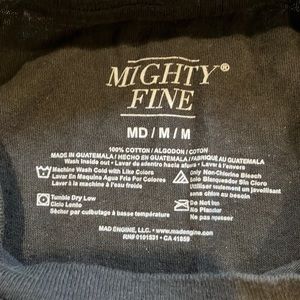 MIGHTY®
FINE
MD / M / M
100% COTTON / ALGODON / COTON
MADE IN GUATEMALA / HECHO EN GUATEMALA / FABRIQUÉ AU GUATEMALA
Wash inside out • Lavar de adentro hacia afuera • Laver à l'envers
Machine Wash Cold with Like Colors
Lavar En Maquina Agua Fria Por Colores
Laver à l'eau froide
Only Non-Chlorine Bleach
Solo Blanqueador Sin Cloro
Utiliser seulement un javellisant
sans chlore
Tumble Dry Low
Ciclo Lento
Sécher par culbutage à basse température
Do Not Iron
No Planchar
Ne pas repasser
MAD ENGINE, LLC. • www.madengine.com
RN# 0101531 • CA 41859